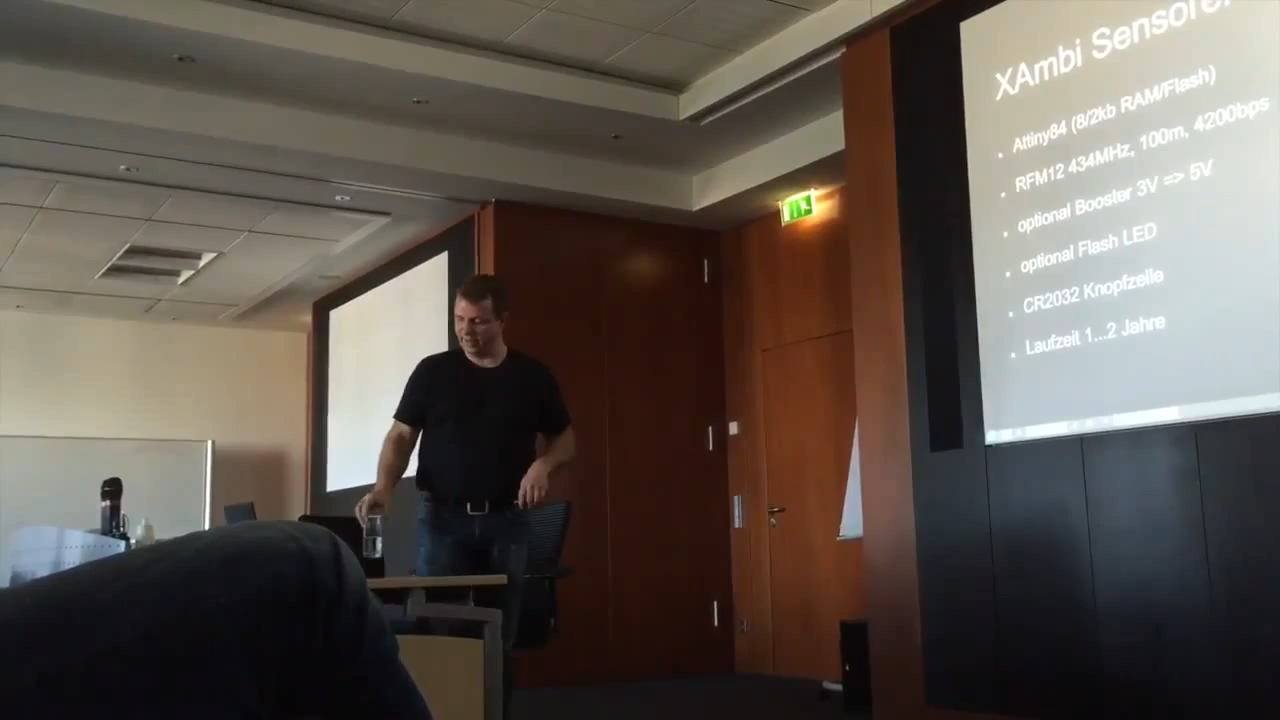 XAmbi Sensoren
• Attiny84 (8/2kb RAM/Flash)
• RFM12 434MHz, 100m, 4200bps
• optional Booster 3V => 5V
• optional Flash LED
• CR2032 Knopfzelle
• Laufzeit 1...2 Jahre